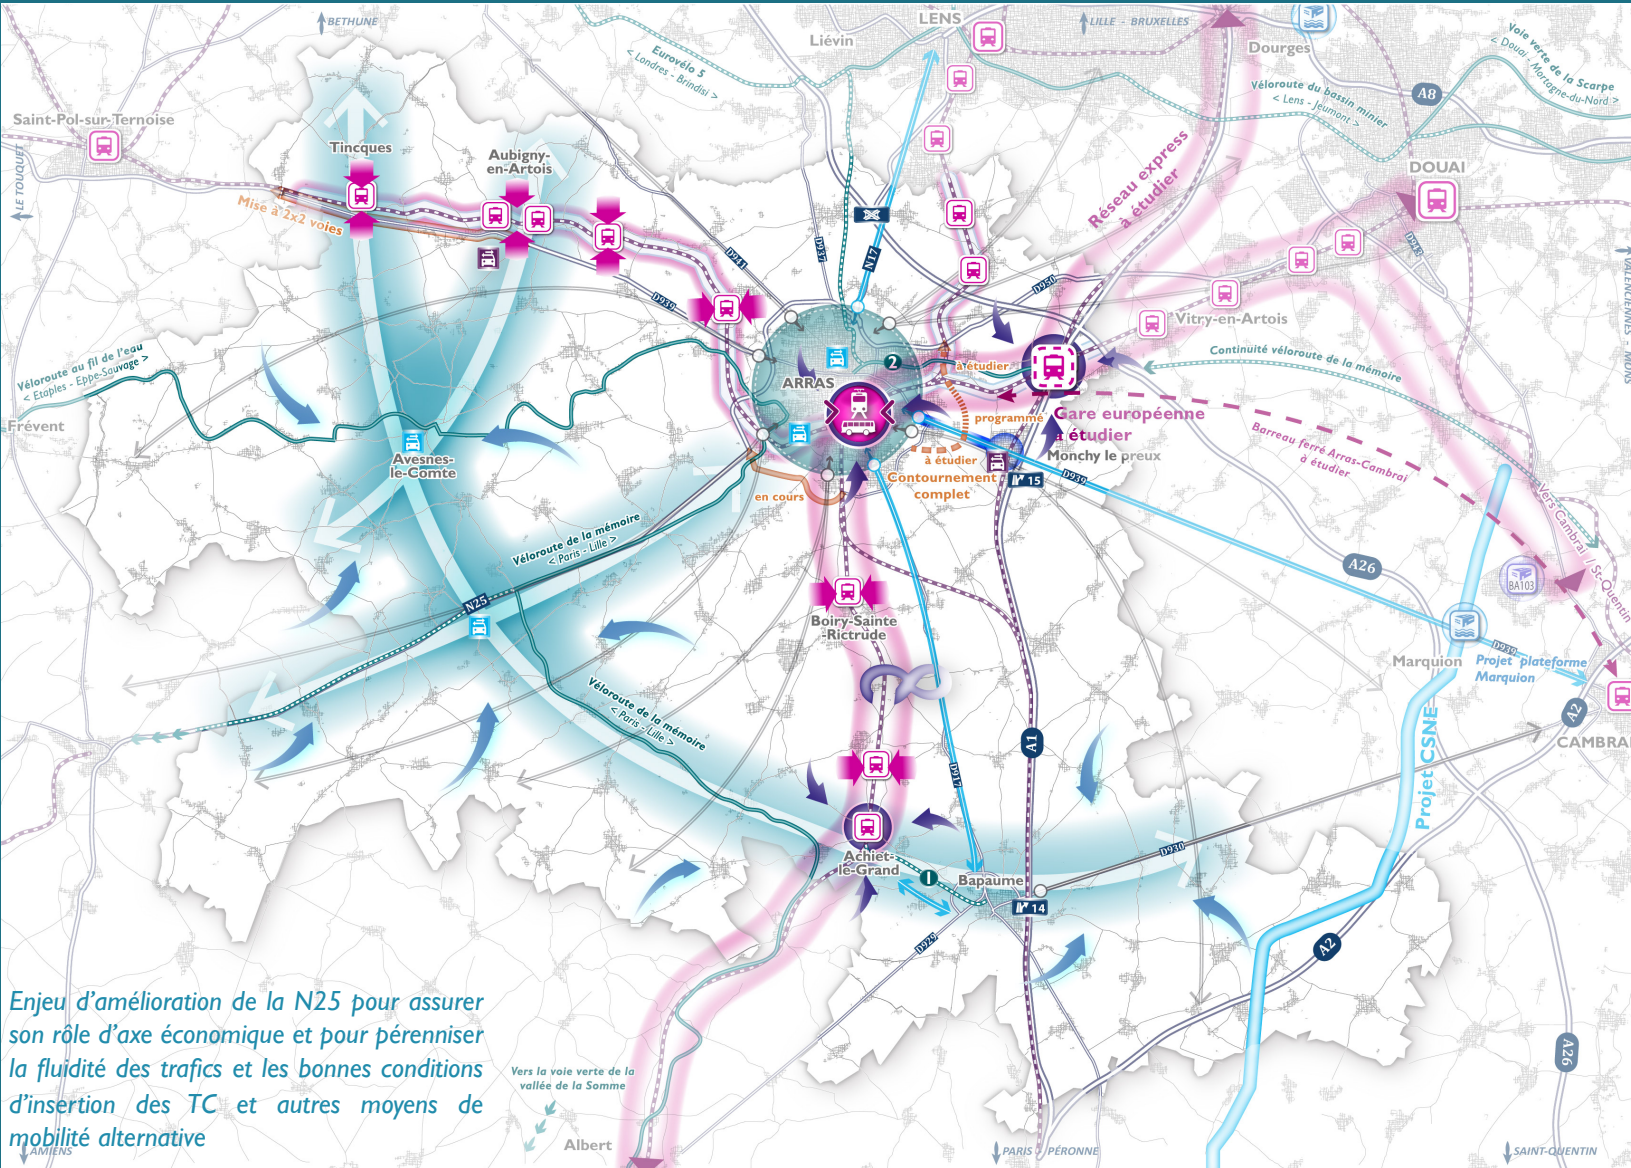 BETHUNE
LENS
LILLE - BRUXELLES
Liévin
Dourges
Eurovélo 5
< Londres - Brindisi >
Voie verte de la Scarpe
< Douai - Mortagne-du-Nord >
Véloroute du bassin minier
< Lens - Jeumont >
A8
Saint-Pol-sur-Ternoise
Tincques
Aubigny-
en-Artois
DOUAI
LE TOUQUET
Mise à 2x2 voies
Réseau express
à étudier
D941
D937
N17
D939
D950
D943
VALENCIENNES - MONS
Vitry-en-Artois
Véloroute au fil de l'eau
< Etaples - Eppe-Sauvage >
Continuité véloroute de la mémoire
2
à étudier
ARRAS
programmé
Gare européenne
à étudier
Monchy le preux
Frévent
Avesnes-
le-Comte
Barreau ferré Arras-Cambrai
à étudier
à étudier
Contournement
complet
15
D939
en cours
Véloroute de la mémoire
< Paris - Lille >
Vers Cambrai / St-Quentin
A26
BA103
N25
Boiry-Sainte
-Rictrude
D939
Marquion
Projet plateforme
Marquion
Véloroute de la mémoire
< Paris - Lille >
A2
CAMBRAI
A1
D917
Projet CSNE
D930
Achiet-
le-Grand
1
Bapaume
14
D929
A2
Enjeu d'amélioration de la N25 pour assurer
son rôle d'axe économique et pour pérenniser
la fluidité des trafics et les bonnes conditions
d'insertion des TC et autres moyens de
mobilité alternative
Vers la voie verte de la
vallée de la Somme
A26
Albert
AMIENS
PARIS
PÉRONNE
SAINT-QUENTIN